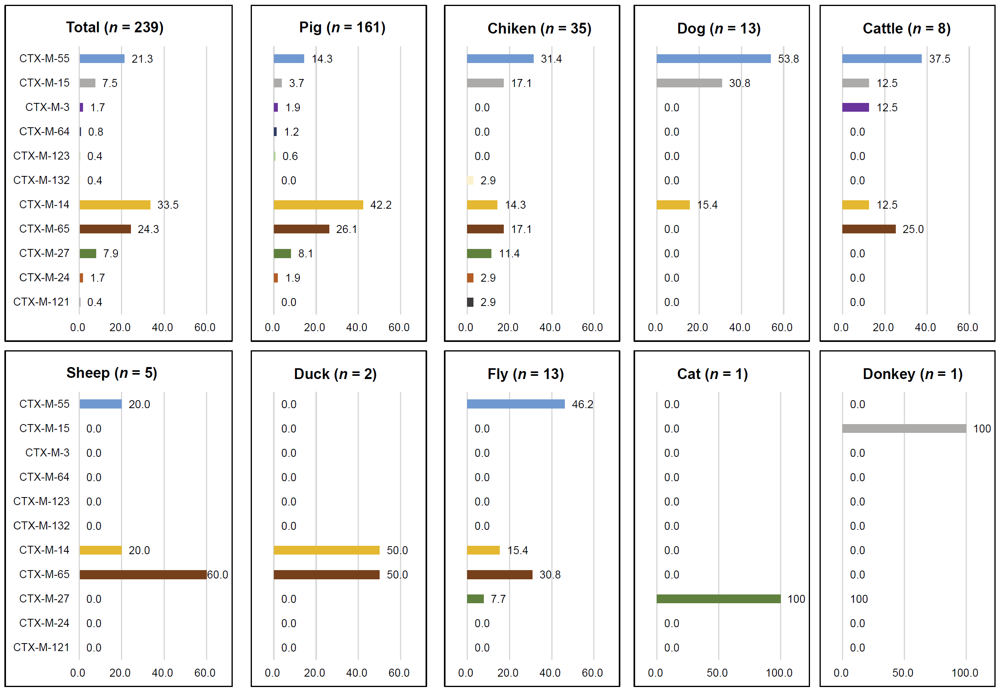 Total (n = 239)
CTX-M-55 21.3
CTX-M-15 7.5
CTX-M-3 1.7
CTX-M-64 0.8
CTX-M-123 0.4
CTX-M-132 0.4
CTX-M-14 33.5
CTX-M-65 24.3
CTX-M-27 7.9
CTX-M-24 1.7
CTX-M-121 0.4
0.0 20.0 40.0 60.0
Pig (n = 161)
14.3
3.7
1.9
1.2
0.6
0.0
42.2
26.1
8.1
1.9
0.0
0.0 20.0 40.0 60.0
Chiken (n = 35)
31.4
17.1
0.0
0.0
0.0
2.9
14.3
17.1
11.4
2.9
2.9
0.0 20.0 40.0 60.0
Dog (n = 13)
53.8
30.8
0.0
0.0
0.0
0.0
15.4
0.0
0.0
0.0
0.0
0.0 20.0 40.0 60.0
Cattle (n = 8)
37.5
12.5
12.5
0.0
0.0
0.0
12.5
25.0
0.0
0.0
0.0
0.0 20.0 40.0 60.0
Sheep (n = 5)
CTX-M-55 20.0
CTX-M-15 0.0
CTX-M-3 0.0
CTX-M-64 0.0
CTX-M-123 0.0
CTX-M-132 0.0
CTX-M-14 20.0
CTX-M-65 60.0
CTX-M-27 0.0
CTX-M-24 0.0
CTX-M-121 0.0
0.0 20.0 40.0 60.0
Duck (n = 2)
0.0
0.0
0.0
0.0
0.0
0.0
50.0
50.0
0.0
0.0
0.0
0.0 20.0 40.0 60.0
Fly (n = 13)
46.2
0.0
0.0
0.0
0.0
0.0
15.4
30.8
7.7
0.0
0.0
0.0 20.0 40.0 60.0
Cat (n = 1)
0.0
0.0
0.0
0.0
0.0
0.0
0.0
0.0
100
0.0
0.0
0.0 50.0 100.0
Donkey (n = 1)
0.0
100
0.0
0.0
0.0
0.0
0.0
0.0
100
0.0
0.0
0.0 50.0 100.0